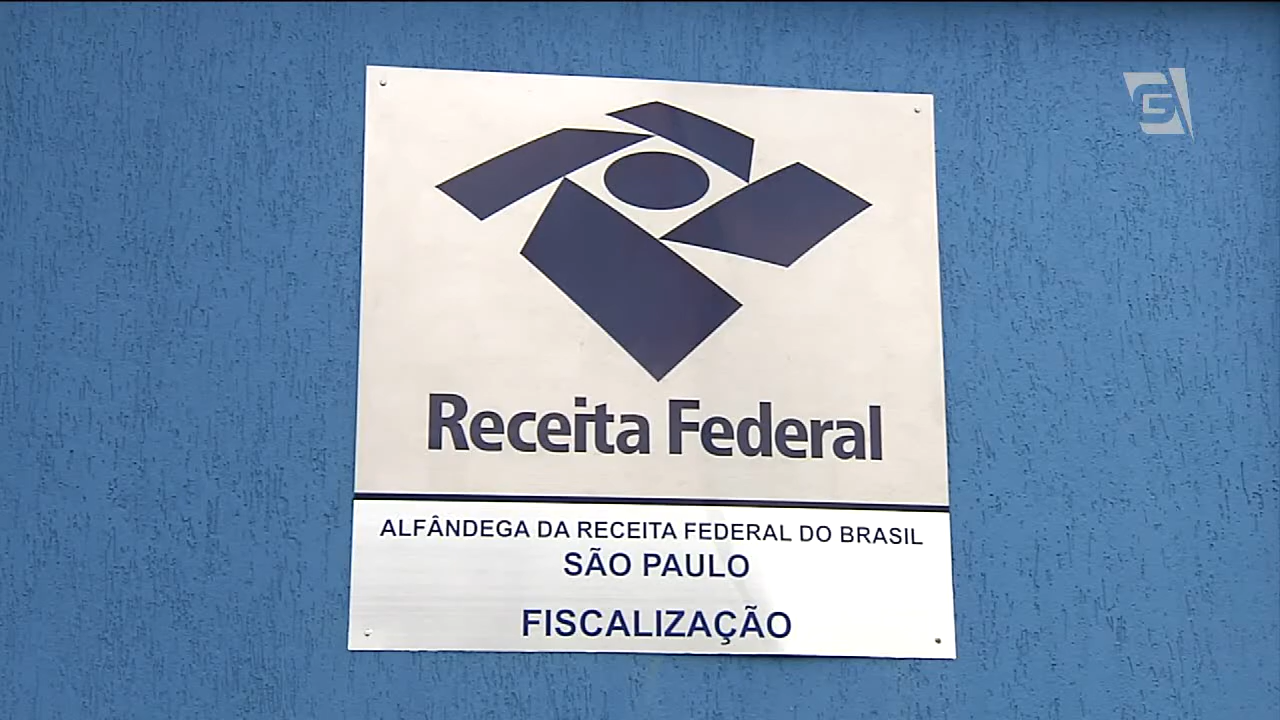 Receita Federal
ALFÂNDEGA DA RECEITA FEDERAL DO BRASIL
SÃO PAULO
FISCALIZAÇÃO